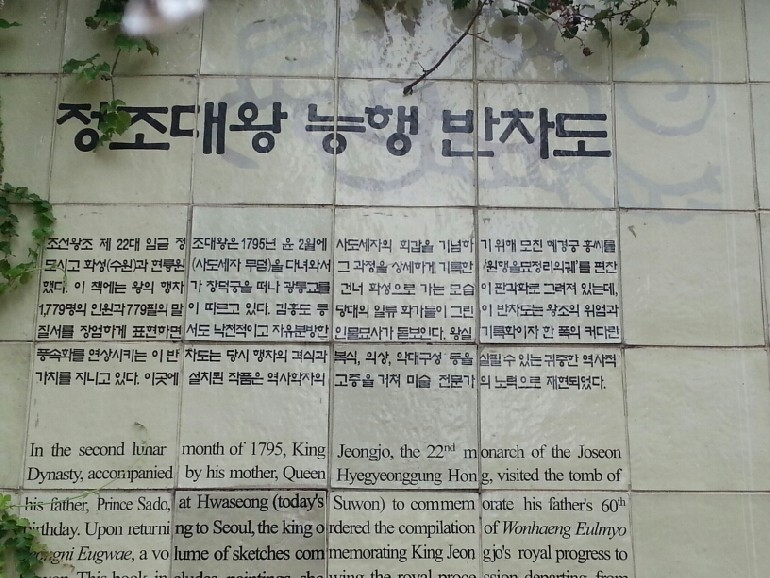 정조대왕 능행 반차도
조선왕조 제 22대 임금 정조대왕은 1795년 윤 2월에 사도세자의 회갑을 기념하기 위해 모친 혜경궁 홍씨를
모시고 화성(수원)과 현륭원(사도세자 무덤)을 다녀와서 그 과정을 상세하게 기록한 '원행을묘정리의궤'를 편찬
했다. 이 책에는 왕의 행차가 창덕궁을 떠나 광통교를 건너 화성으로 가는 모습이 판각화로 그려져 있는데,
1,779명의 인원과 779필의 말이 따르고 있다. 김홍도 등 당대의 일류 화가들이 그린 이 반차도는 왕조의 위엄과
질서를 장엄하게 표현하면서도 낙천적이고 자유분방한 인물묘사가 돋보인다. 왕실 기록화이자 한 폭의 커다란
풍속화를 연상시키는 이 반차도는 당시 행차의 격식과 복식, 의상, 악대구성 등을 살필 수 있는 귀중한 역사적
가치를 지니고 있다. 이곳에 설치된 작품은 역사학자의 고증을 거쳐 미술 전문가의 노력으로 재현되었다.
In the second lunar month of 1795, King Jeongjo, the 22nd monarch of the Joseon
Dynasty, accompanied by his mother, Queen Hyegyeonggung Hong, visited the tomb of
his father, Prince Sado, at Hwaseong (today's Suwon) to commemorate his father's 60th
birthday. Upon returning to Seoul, the king ordered the compilation of Wonhaeng Eulmyo
Jeongni Eugwae, a volume of sketches commemorating King Jeongjo's royal progress to
This book includes paintings showing the royal procession departing from